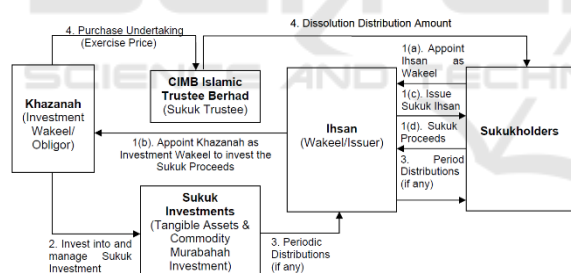 4. Purchase Undertaking
(Exercise Price)
4. Dissolution Distribution Amount
SCIENCE AND TECHN
Khazanah
(Investment
Wakeel/
Obligor)
CIMB Islamic
Trustee Berhad
(Sukuk Trustee)
1(b). Appoint Khazanah as
Investment Wakeel to invest the
Sukuk Proceeds
Ihsan
(Wakeel/Issuer)
1(a). Appoint
Ihsan as
Wakeel
1(c). Issue
Sukuk Ihsan
1(d). Sukuk
Proceeds
3. Period
Distributions
(if any)
Sukukholders
2. Invest into and
manage Sukuk
Investment
Sukuk
Investments
(Tangible Assets &
Commodity
Murabahah
Investment)
3. Periodic
Distributions
(if any)